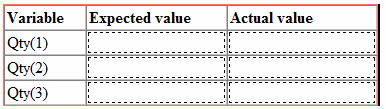 Variable Expected value Actual value
Qty(1)
Qty(2)
Qty(3)